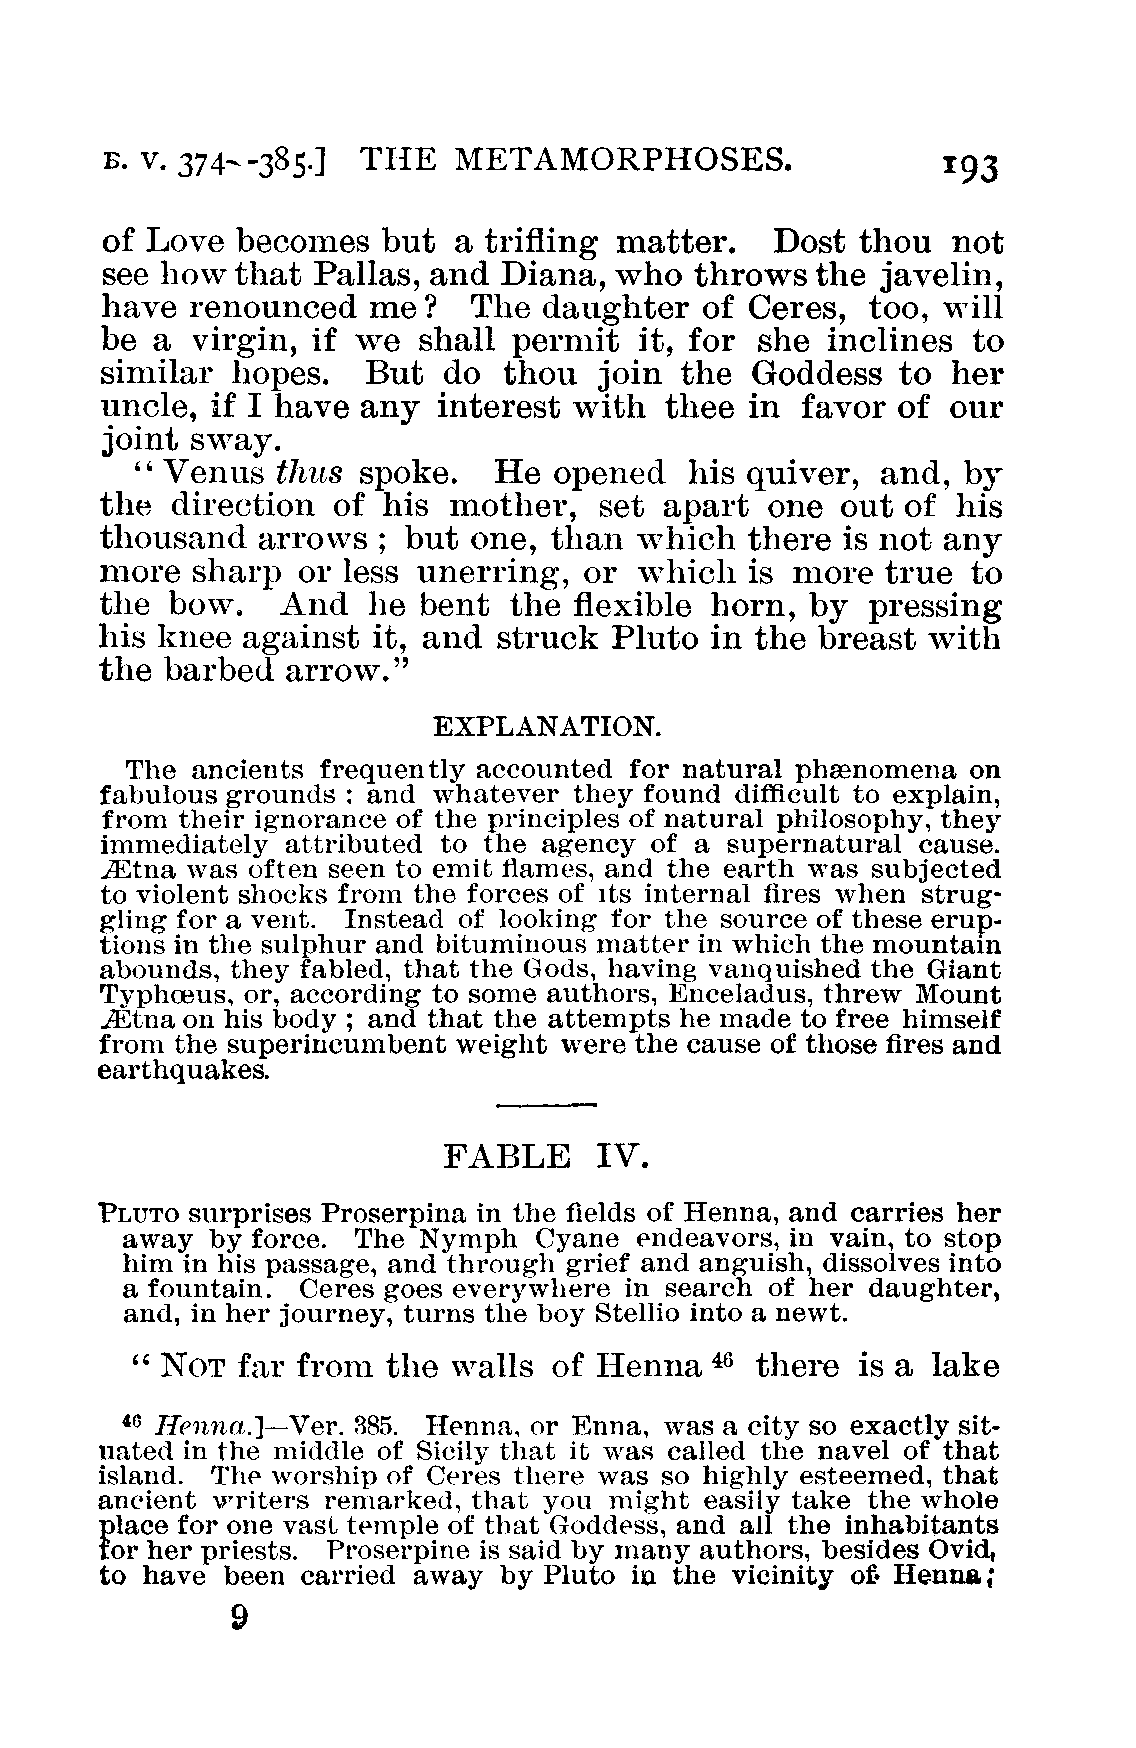 B. V. 374--385.] THE METAMORPHOSES. 193
of Love becomes but a trifling matter. Dost thou not
see how that Pallas, and Diana, who throws the javelin,
have renounced me? The daughter of Ceres, too, will
be a virgin, if we shall permit it, for she inclines to
similar hopes. But do thou join the Goddess to her
uncle, if I have any interest with thee in favor of our
joint sway.
“Venus thus spoke. He opened his quiver, and, by
the direction of his mother, set apart one out of his
thousand arrows; but one, than which there is not any
more sharp or less unerring, or which is more true to
the bow. And he bent the flexible horn, by pressing
his knee against it, and struck Pluto in the breast with
the barbed arrow.”
EXPLANATION.
The ancients frequently accounted for natural phænomena on
fabulous grounds: and whatever they found difficult to explain,
from their ignorance of the principles of natural philosophy, they
immediately attributed to the agency of a supernatural cause.
Ætna was often seen to emit flames, and the earth was subjected
to violent shocks from the forces of its internal fires when strug-
gling for a vent. Instead of looking for the source of these erup-
tions in the sulphur and bituminous matter in which the mountain
abounds, they fabled, that the Gods, having vanquished the Giant
Typhœus, or, according to some authors, Enceladus, threw Mount
Ætna on his body; and that the attempts he made to free himself
from the superincumbent weight were the cause of those fires and
earthquakes.
FABLE IV.
PLUTO surprises Proserpina in the fields of Henna, and carries her
away by force. The Nymph Cyane endeavors, in vain, to stop
him in his passage, and through grief and anguish, dissolves into
a fountain. Ceres goes everywhere in search of her daughter,
and, in her journey, turns the boy Stellio into a newt.
“NOT far from the walls of Henna 46 there is a lake
46 Henna.]—Ver. 385. Henna, or Enna, was a city so exactly sit-
uated in the middle of Sicily that it was called the navel of that
island. The worship of Ceres there was so highly esteemed, that
ancient writers remarked, that you might easily take the whole
place for one vast temple of that Goddess, and all the inhabitants
for her priests. Proserpine is said by many authors, besides Ovid,
to have been carried away by Pluto in the vicinity of Henna;
9